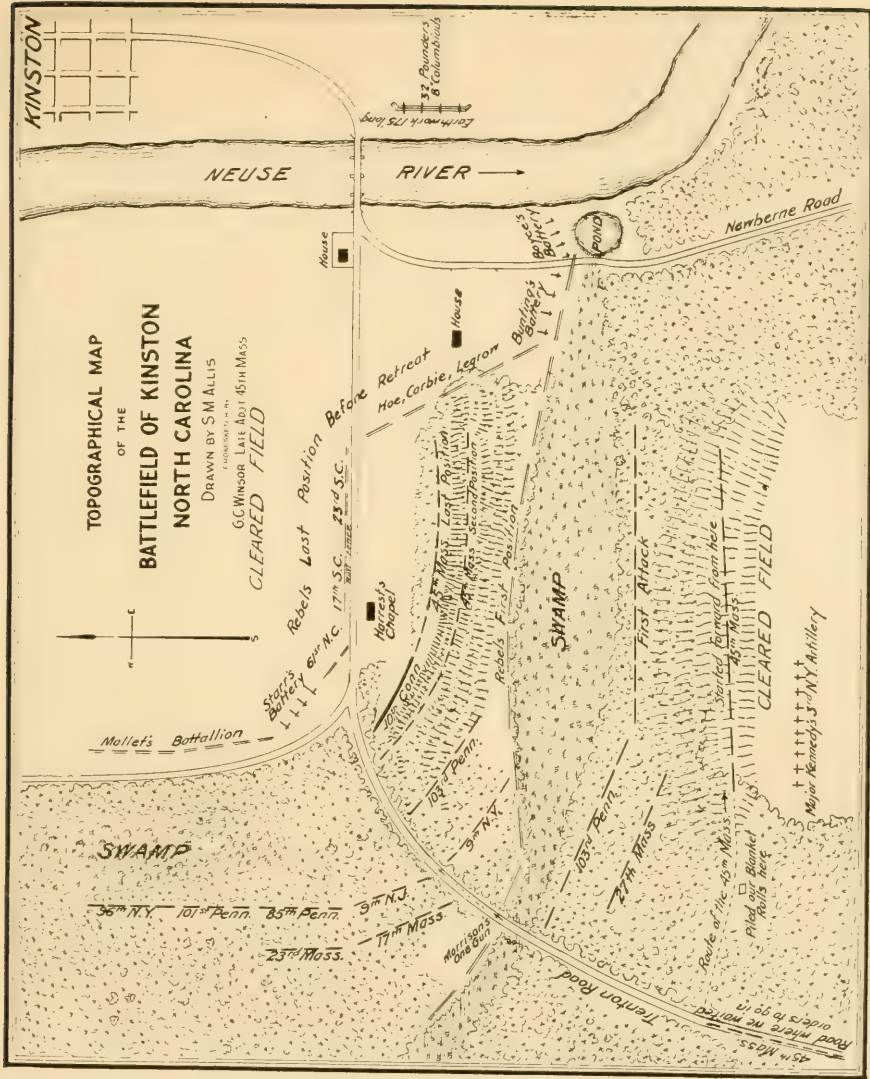 KINSTON
32 Pounders
8" Columbiads
Earthwork 175 long
NEUSE RIVER
TOPOGRAPHICAL MAP
OF THE
BATTLEFIELD OF KINSTON
NORTH CAROLINA
DRAWN BY S M ALLIS
G.C. WINSOR LATE ADJT 45TH MASS
CLEARED FIELD
E
S
House
House
Boyce's
Battery
POND
Newberne Road
Bunting's
Battery
Rebels Last Position Before Retreat
Hoe, Corbie, Legrow
17th S.C. 23rd S.C.
61st N.C.
Starr's
Battery
Mallet's Battalion
Harrest's
Chapel
45th Mass Last Position
45th Mass Second Position
10th Conn
103rd Penn.
9th N.Y.
Rebels First Position
SWAMP
SWAMP
96th N.Y. 101st Penn. 85th Penn. 9th N.J.
23rd Mass. 17th Mass.
Morrison's
One Gun
First Attack
103rd Penn.
27th Mass
Started forward from here
45th Mass.
CLEARED FIELD
Major Kennedy's 3rd N.Y. Artillery
Route of the 45th Mass
Piled our Blanket
Rolls here
Trenton Road
45th Mass.
Road where we waited
orders to go in